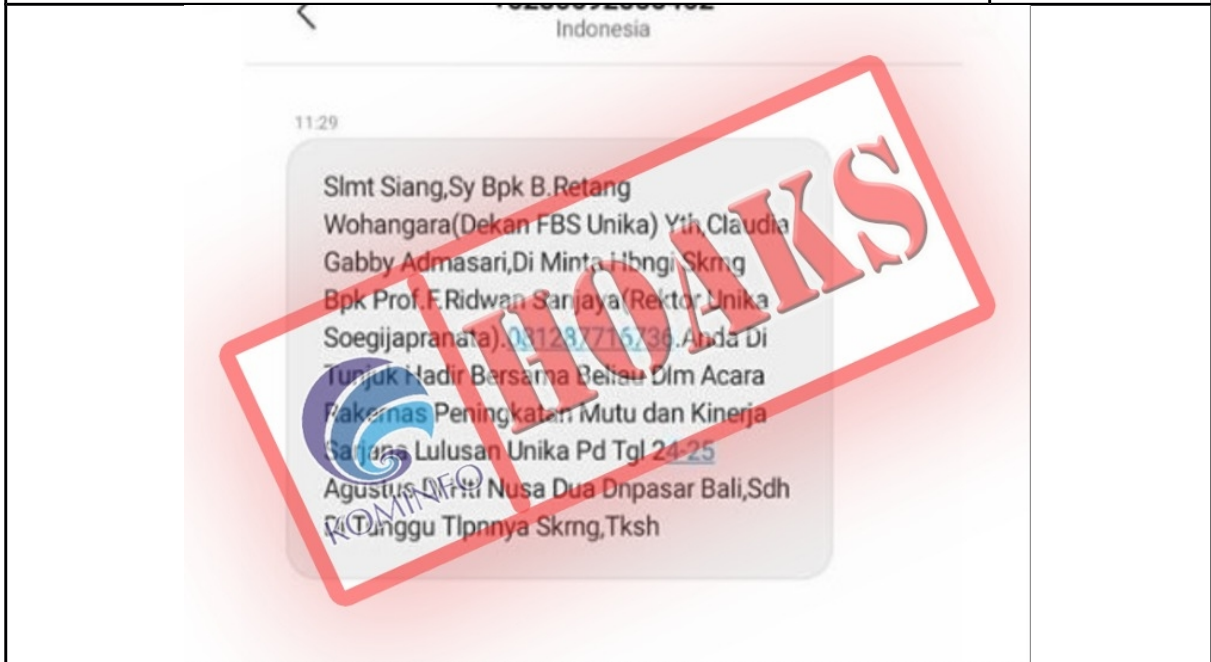 Indonesia
11:29
Slmt Siang,Sy Bpk B.Retang
Wohangara(Dekan FBS Unika) Yth,Claudia
Gabby Admasari,Di Minta Hbngi Skrng
Bpk Prof.F.Ridwan Sanjaya(Rektor Unika
Soegijapranata).081287716736.Anda Di
Tunjuk Hadir Bersama Beliau Dlm Acara
Rakernas Peningkatan Mutu dan Kinerja
Sarjana Lulusan Unika Pd Tgl 24-25
Agustus Nusa Dua Dnpasar Bali,Sdh
Di Tunggu Tlpnnya Skrng,Tksh
HOAKS
KOMINFO